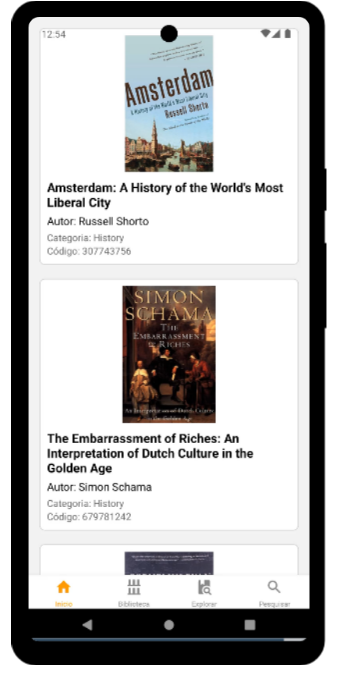 12:54
Amsterdam
A History of the World's Most Liberal City
Russell Shorto
Amsterdam: A History of the World's Most
Liberal City
Autor: Russell Shorto
Categoria: History
Código: 307743756
SIMON
SCHAMA
THE
EMBARRASSMENT
OF RICHES
An Interpretation of Dutch Culture in
the Golden Age
The Embarrassment of Riches: An
Interpretation of Dutch Culture in the
Golden Age
Autor: Simon Schama
Categoria: History
Código: 679781242
Início
Biblioteca
Explorar
Pesquisar